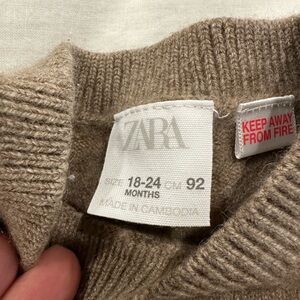 ZARA
SIZE 18-24 CM 92
MONTHS
MADE IN CAMBODIA
KEEP AWAY
FROM FIRE